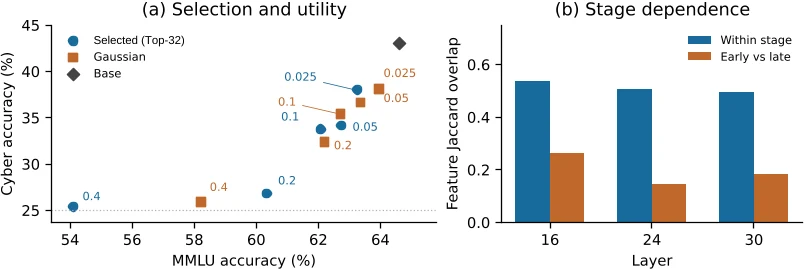 (a) Selection and utility
Cyber accuracy (%)
45
40
35
30
25
Selected (Top-32)
Gaussian
Base
0.025
0.025
0.05
0.1
0.1
0.05
0.2
0.2
0.4
0.4
54
56
58
60
62
64
MMLU accuracy (%)
(b) Stage dependence
Feature Jaccard overlap
0.6
0.4
0.2
0.0
Within stage
Early vs late
16
24
30
Layer